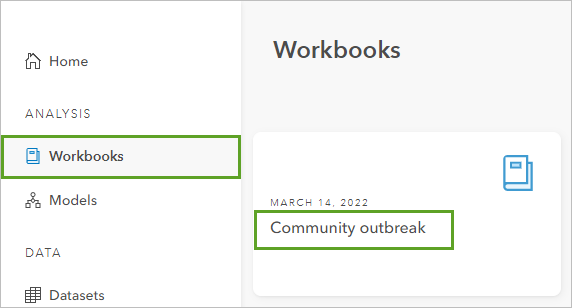 Home
ANALYSIS
Workbooks
Models
DATA
Datasets
Workbooks
MARCH 14, 2022
Community outbreak